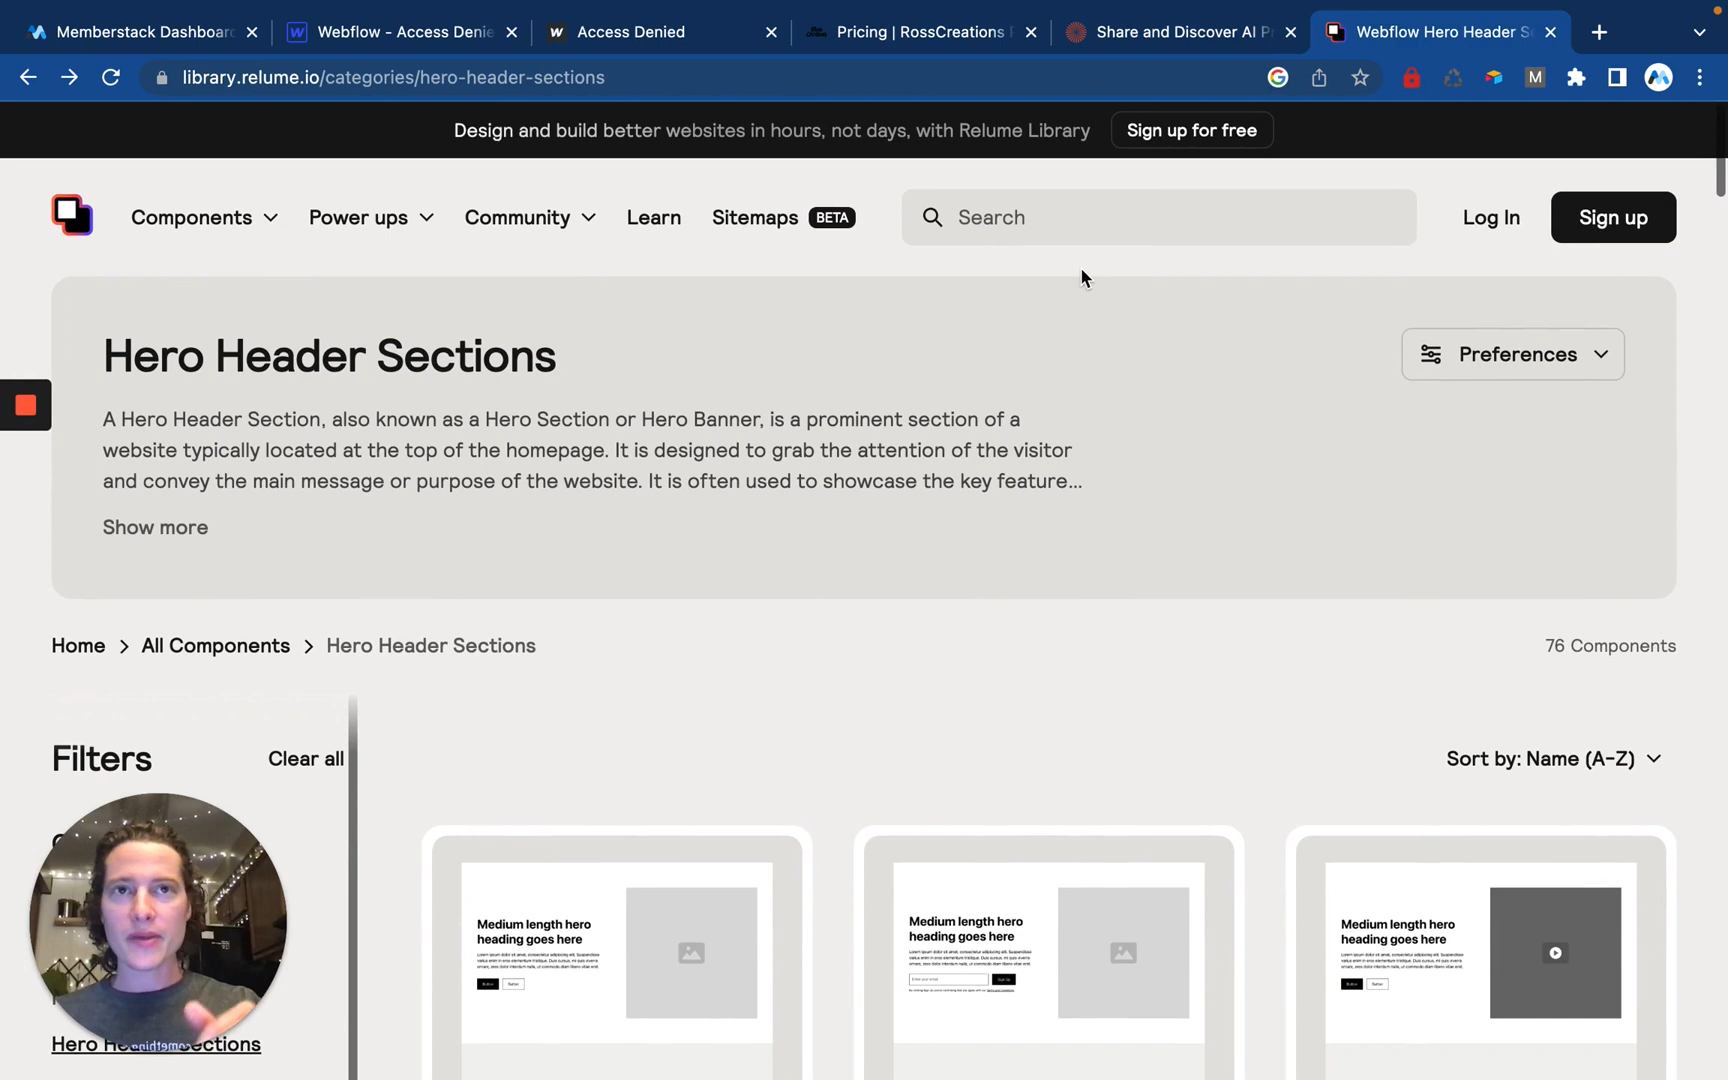 Memberstack Dashboar
Webflow - Access Denie
Access Denied
Pricing | RossCreations
Share and Discover AI P
Webflow Hero Header S
library.relume.io/categories/hero-header-sections
M
Design and build better websites in hours, not days, with Relume Library
Sign up for free
Components
Power ups
Community
Learn
Sitemaps BETA
Search
Log In
Sign up
Hero Header Sections
Preferences
A Hero Header Section, also known as a Hero Section or Hero Banner, is a prominent section of a
website typically located at the top of the homepage. It is designed to grab the attention of the visitor
and convey the main message or purpose of the website. It is often used to showcase the key feature...
Show more
Home > All Components > Hero Header Sections
76 Components
Filters
Clear all
Sort by: Name (A-Z)
Medium length hero
heading goes here
Medium length hero
heading goes here
Medium length hero
heading goes here